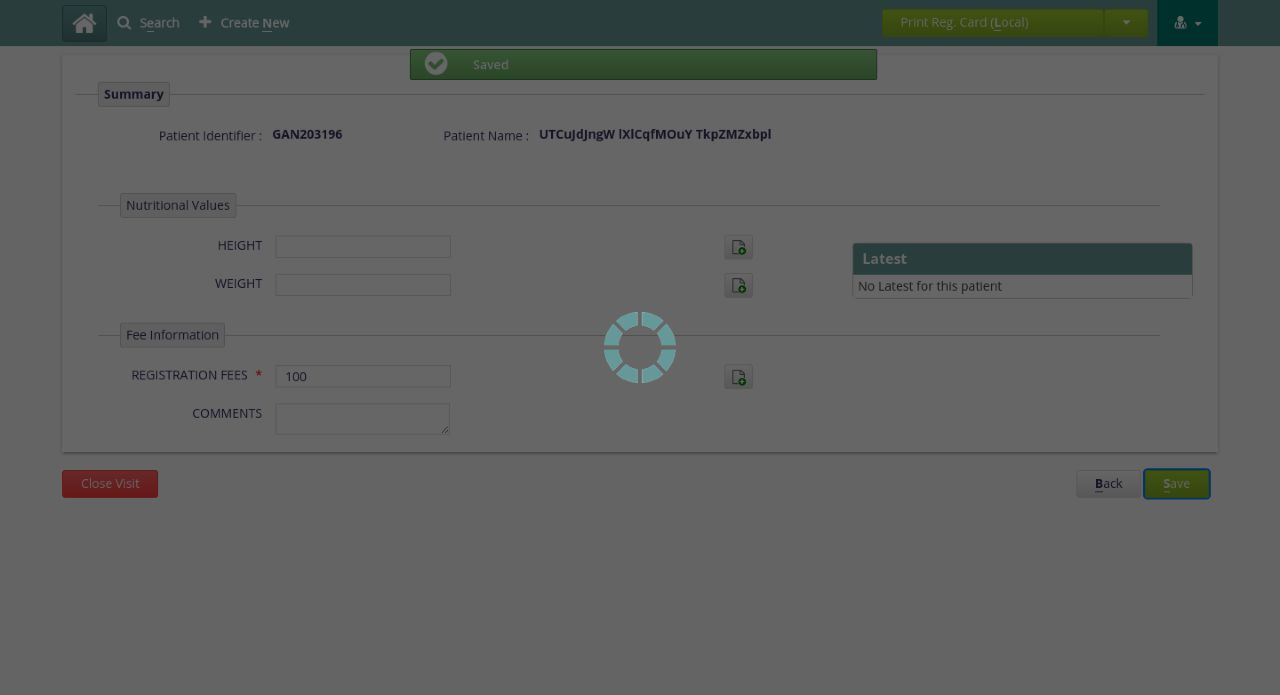 Search Create New Print Reg. Card (Local)
Saved
Summary
Patient Identifier : GAN203196 Patient Name : UTCuJdJngW lXlCqfMOuY TkpZMZxbpl
Nutritional Values
HEIGHT
Latest
WEIGHT No Latest for this patient
Fee Information
REGISTRATION FEES * 100
COMMENTS
Close Visit Back Save